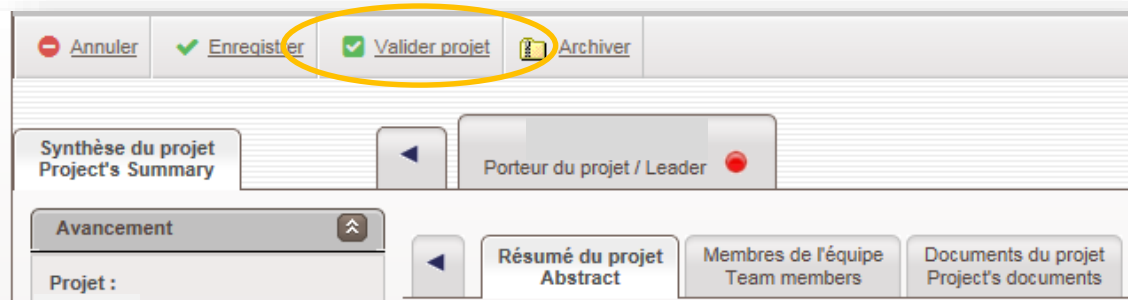 Annuler Enregistrer Valider projet Archiver
Synthèse du projet
Project's Summary
Porteur du projet / Leader
Avancement
Projet :
Résumé du projet
Abstract
Membres de l'équipe
Team members
Documents du projet
Project's documents